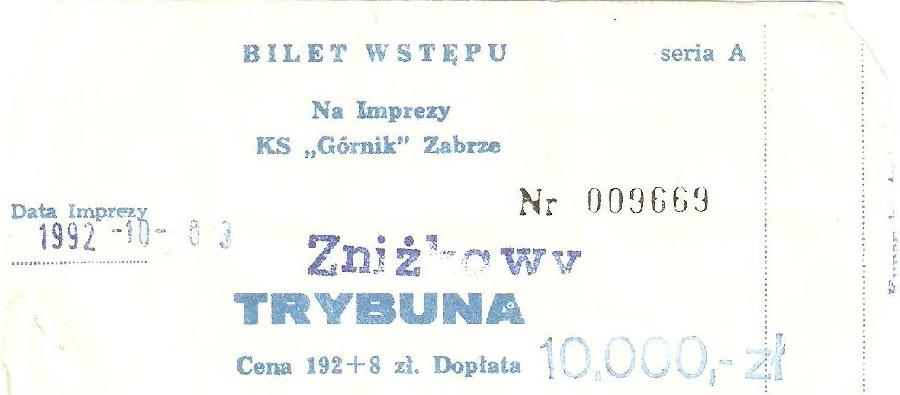 BILET WSTĘPU seria A
Na Imprezy
KS „Górnik” Zabrze
Nr 009669
Data Imprezy
1992 -10-
Zniżkowy
TRYBUNA
Cena 192+8 zł. Dopłata 10.000,- zł